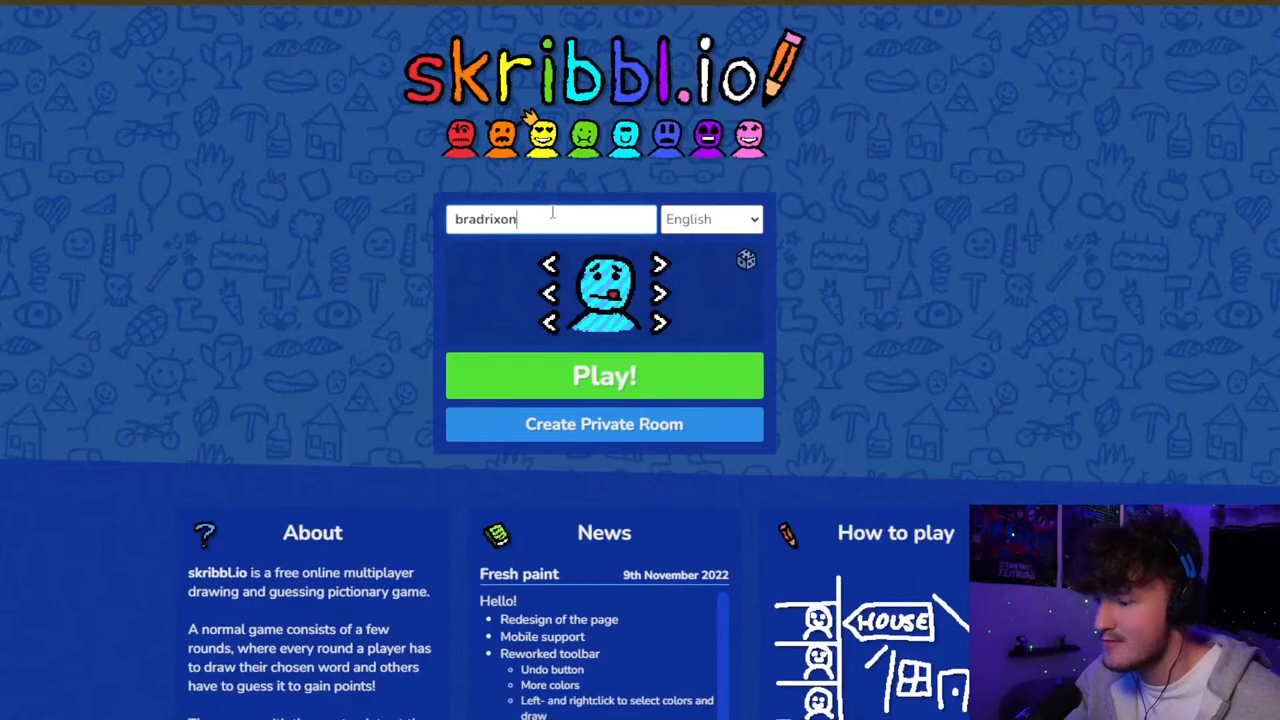 skribbl.io
bradrixon
English
Play!
Create Private Room
About
skribbl.io is a free online multiplayer
drawing and guessing pictionary game.
A normal game consists of a few
rounds, where every round a player has
to draw their chosen word and others
have to guess it to gain points!
News
Fresh paint
9th November 2022
Hello!
Redesign of the page
Mobile support
Reworked toolbar
Undo button
More colors
Left- and rightclick to select colors and
draw
How to play
HOUSE